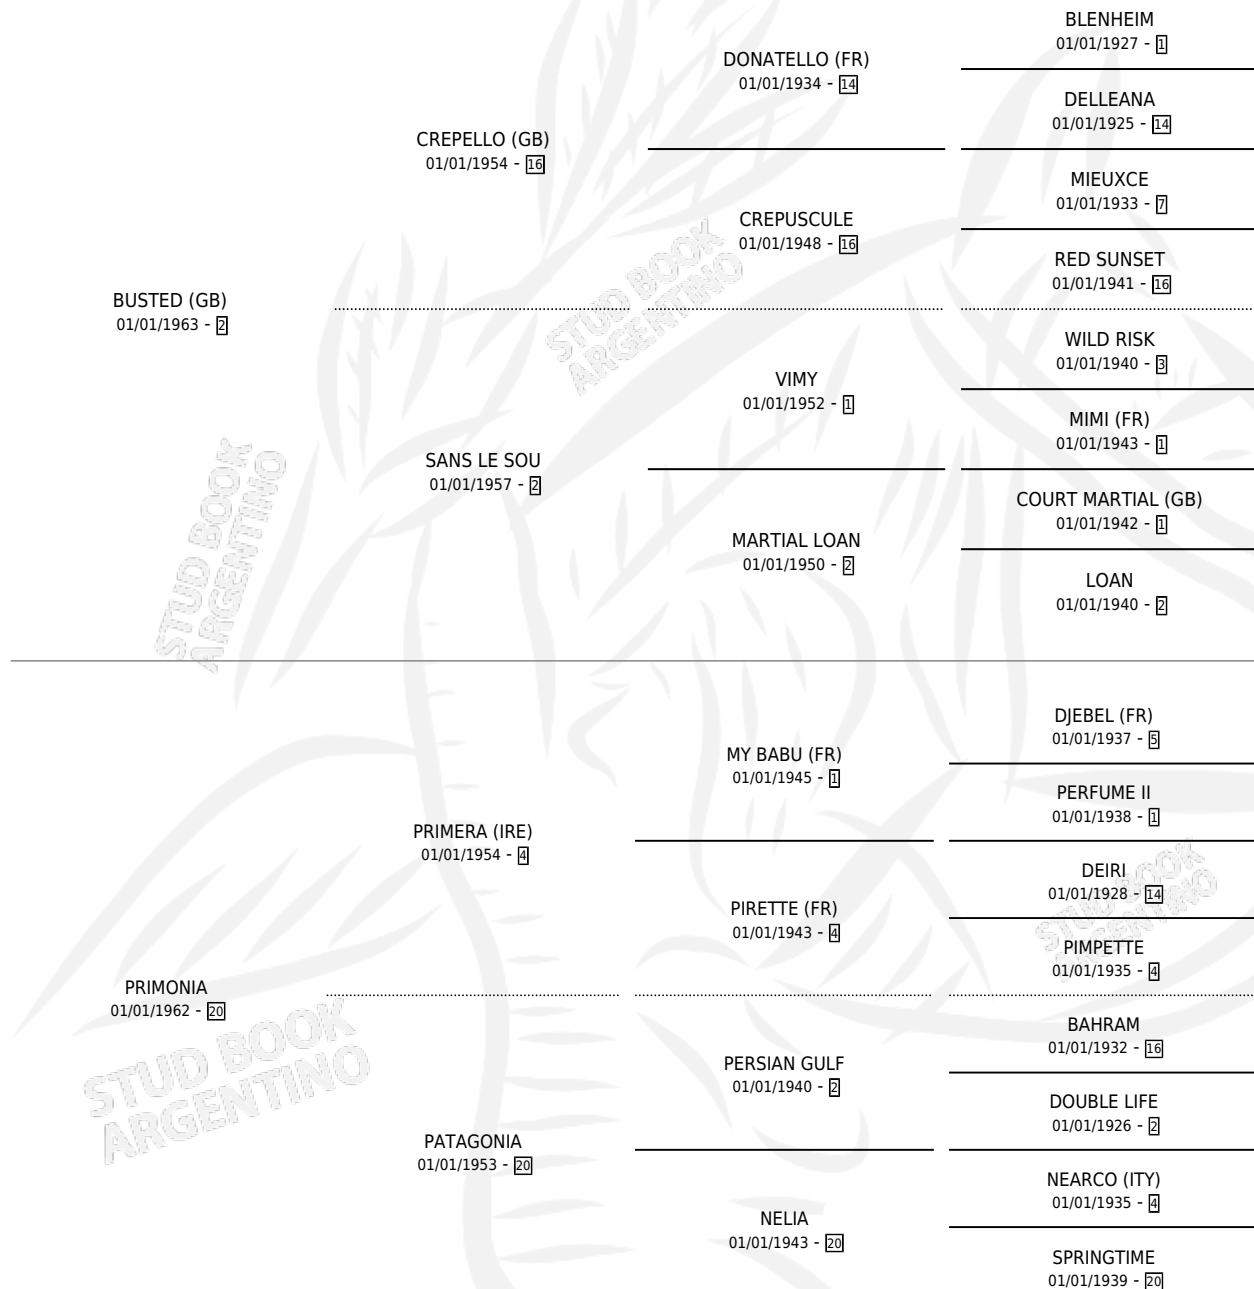 BLENHEIM
01/01/1927 - 1
DONATELLO (FR)
01/01/1934 - 14
DELLEANA
01/01/1925 - 14
CREPELLO (GB)
01/01/1954 - 16
MIEUXCE
01/01/1933 - 7
CREPUSCULE
01/01/1948 - 16
RED SUNSET
01/01/1941 - 16
BUSTED (GB)
01/01/1963 - 2
STUD BOOK
ARGENTINO
WILD RISK
01/01/1940 - 3
VIMY
01/01/1952 - 1
MIMI (FR)
01/01/1943 - 1
SANS LE SOU
01/01/1957 - 2
COURT MARTIAL (GB)
01/01/1942 - 1
MARTIAL LOAN
01/01/1950 - 2
LOAN
01/01/1940 - 2
STUD BOOK
ARGENTINO
DJEBEL (FR)
01/01/1937 - 5
MY BABU (FR)
01/01/1945 - 1
PERFUME II
01/01/1938 - 1
PRIMERA (IRE)
01/01/1954 - 4
DEIRI
01/01/1928 - 14
PIRETTE (FR)
01/01/1943 - 4
STUD BOOK
ARGENTINO
PIMPETTE
01/01/1935 - 4
PRIMONIA
01/01/1962 - 20
STUD BOOK
ARGENTINO
BAHRAM
01/01/1932 - 16
PERSIAN GULF
01/01/1940 - 2
DOUBLE LIFE
01/01/1926 - 2
PATAGONIA
01/01/1953 - 20
NEARCO (ITY)
01/01/1935 - 4
NELIA
01/01/1943 - 20
SPRINGTIME
01/01/1939 - 20